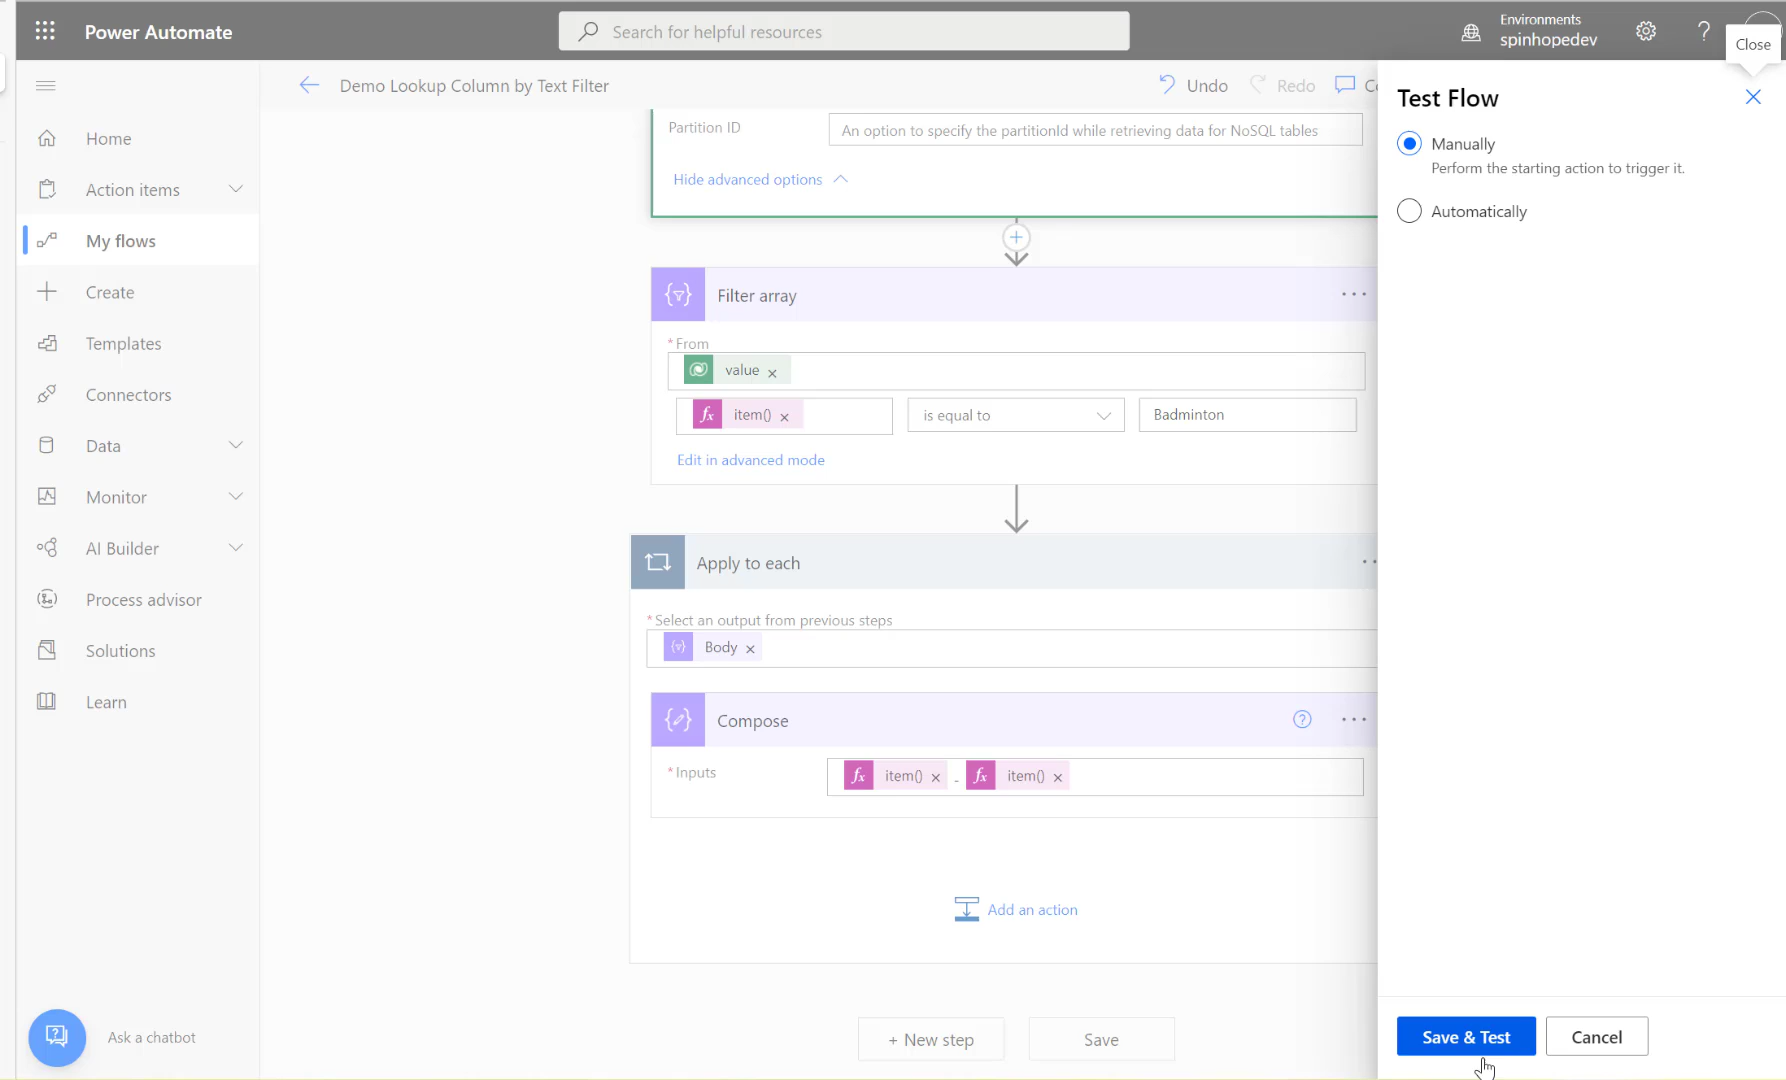 Power Automate
Search for helpful resources
Environments
spinhopedev
?
Close
Demo Lookup Column by Text Filter
Undo
Redo
Test Flow
Manually
Perform the starting action to trigger it.
Automatically
Home
Action items
My flows
Create
Templates
Connectors
Data
Monitor
AI Builder
Process advisor
Solutions
Learn
Ask a chatbot
Partition ID
An option to specify the partitionId while retrieving data for NoSQL tables
Hide advanced options
Filter array
* From
value ×
fx item() ×
is equal to
Badminton
Edit in advanced mode
Apply to each
* Select an output from previous steps
Body ×
Compose
?
* Inputs
fx item() × - fx item() ×
Add an action
+ New step
Save
Save & Test
Cancel